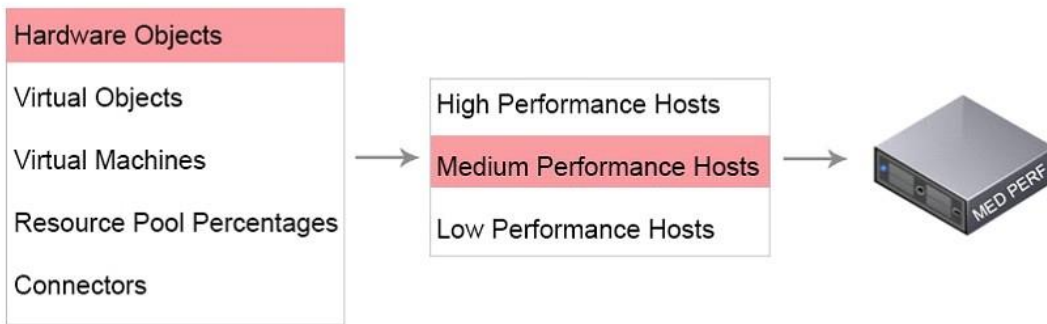 Hardware Objects
Virtual Objects
Virtual Machines
Resource Pool Percentages
Connectors
High Performance Hosts
Medium Performance Hosts
Low Performance Hosts
MED PERF